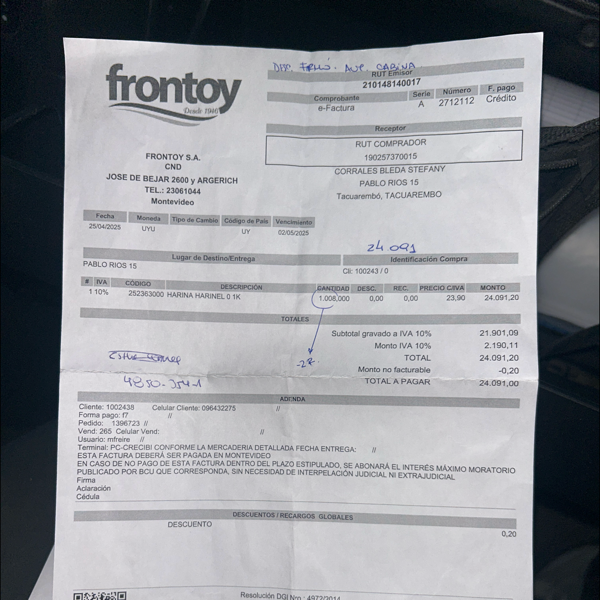 frontoy
Desde 1940
FRONTOY S.A.
CND
JOSE DE BEJAR 2600 y ARGERICH
TEL.: 23061044
Montevideo
RUT Emisor
210148140017
Comprobante Serie Número F. pago
e-Factura A 2712112 Crédito
Receptor
RUT COMPRADOR
190257370015
CORRALES BLEDA STEFANY
PABLO RIOS 15
Tacuarembó, TACUAREMBO
Fecha Moneda Tipo de Cambio Código de País Vencimiento
25/04/2025 UYU UY 02/05/2025
24.091
Lugar de Destino/Entrega Identificación Compra
PABLO RIOS 15 Cli: 100243 / 0
# IVA CÓDIGO DESCRIPCIÓN CANTIDAD DESC. REC. PRECIO C/IVA MONTO
1 10% 252363000 HARINA HARINEL 0 1K 1.008,000 0,00 0,00 23,90 24.091,20
TOTALES
Subtotal gravado a IVA 10% 21.901,09
Monto IVA 10% 2.190,11
TOTAL 24.091,20
Monto no facturable -0,20
TOTAL A PAGAR 24.091,00
ADENDA
Cliente: 1002438 Celular Cliente: 096432275 //
Forma pago: f7 //
Pedido: 1396723 //
Vend: 265 Celular Vend: //
Usuario: mfreire //
Terminal: PC-CRECIBI CONFORME LA MERCADERIA DETALLADA FECHA ENTREGA: //
ESTA FACTURA DEBERÁ SER PAGADA EN MONTEVIDEO
EN CASO DE NO PAGO DE ESTA FACTURA DENTRO DEL PLAZO ESTIPULADO, SE ABONARÁ EL INTERÉS MÁXIMO MORATORIO
PUBLICADO POR BCU QUE CORRESPONDA, SIN NECESIDAD DE INTERPELACIÓN JUDICIAL NI EXTRAJUDICIAL
Firma
Aclaración
Cédula
DESCUENTOS / RECARGOS GLOBALES
DESCUENTO 0,20
Resolución DGI Nro.: 4972/2014